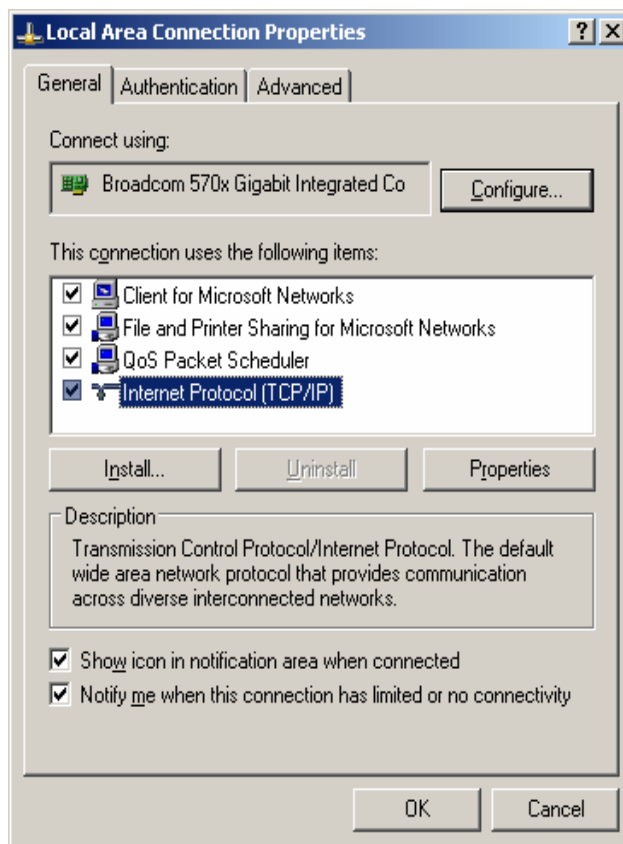 Local Area Connection Properties
General
Authentication
Advanced
Connect using:
Broadcom 570x Gigabit Integrated Co
Configure...
This connection uses the following items:
Client for Microsoft Networks
File and Printer Sharing for Microsoft Networks
QoS Packet Scheduler
Internet Protocol (TCP/IP)
Install...
Uninstall
Properties
Description
Transmission Control Protocol/Internet Protocol. The default
wide area network protocol that provides communication
across diverse interconnected networks.
Show icon in notification area when connected
Notify me when this connection has limited or no connectivity
OK
Cancel